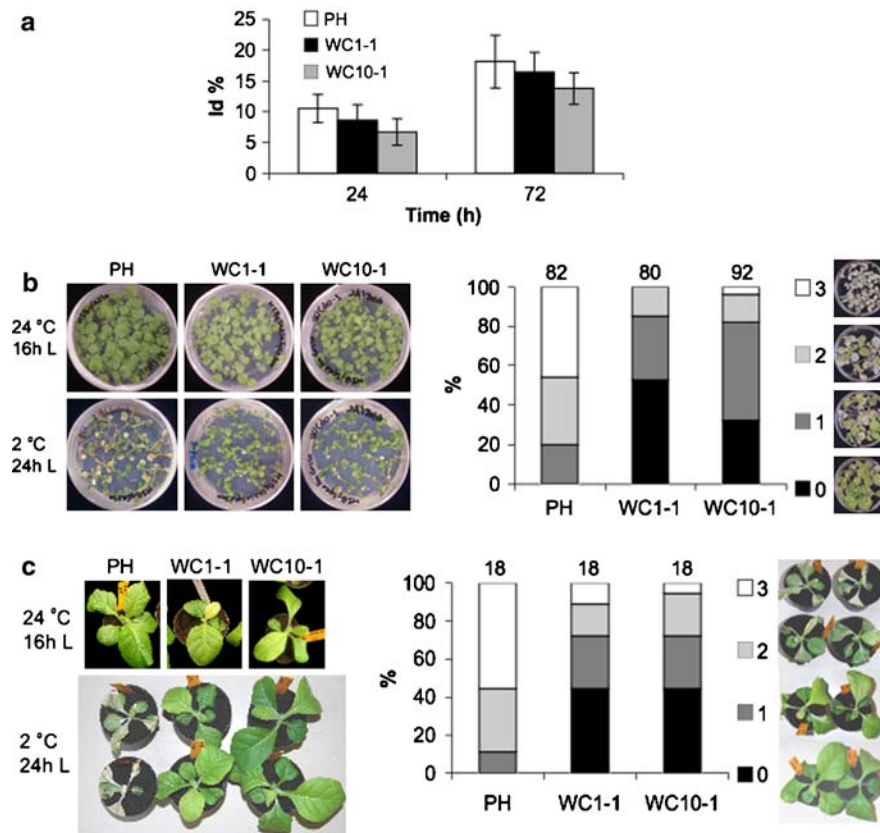 a
25
20
15
10
5
0
Id %
PH
WC1-1
WC10-1
24
72
Time (h)
b
PH
WC1-1
WC10-1
24 °C
16h L
2 °C
24h L
82
80
92
100
80
60
40
20
0
%
PH
WC1-1
WC10-1
3
2
1
0
c
PH
WC1-1
WC10-1
24 °C
16h L
2 °C
24h L
18
18
18
100
80
60
40
20
0
%
PH
WC1-1
WC10-1
3
2
1
0